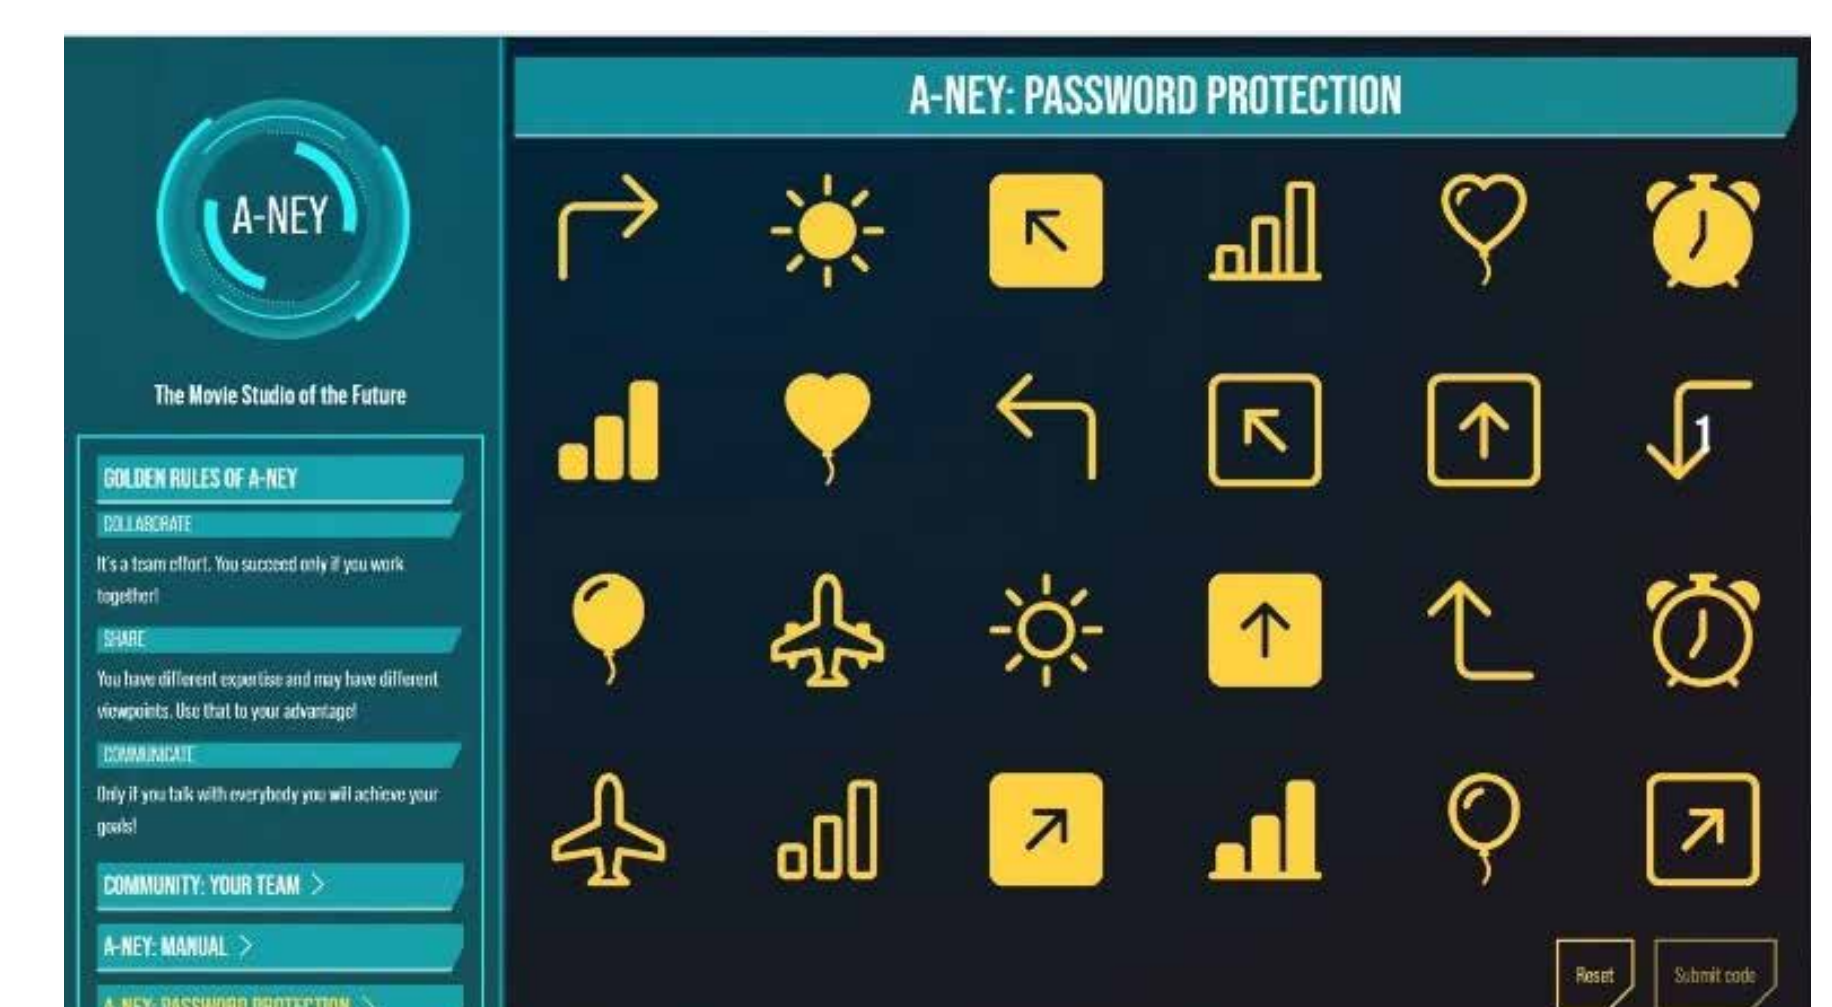 A-NEY: PASSWORD PROTECTION
A-NEY
The Movie Studio of the Future
GOLDEN RULES OF A-NEY
COLLABORATE
It's a team effort. You succeed only if you work
together!
SHARE
You have different expertise and may have different
viewpoints. Use that to your advantage!
COMMUNICATE
Only if you talk with everybody you will achieve your
goals!
COMMUNITY: YOUR TEAM
A-NEY: MANUAL
A-NEY: PASSWORD PROTECTION
1
Reset
Submit code